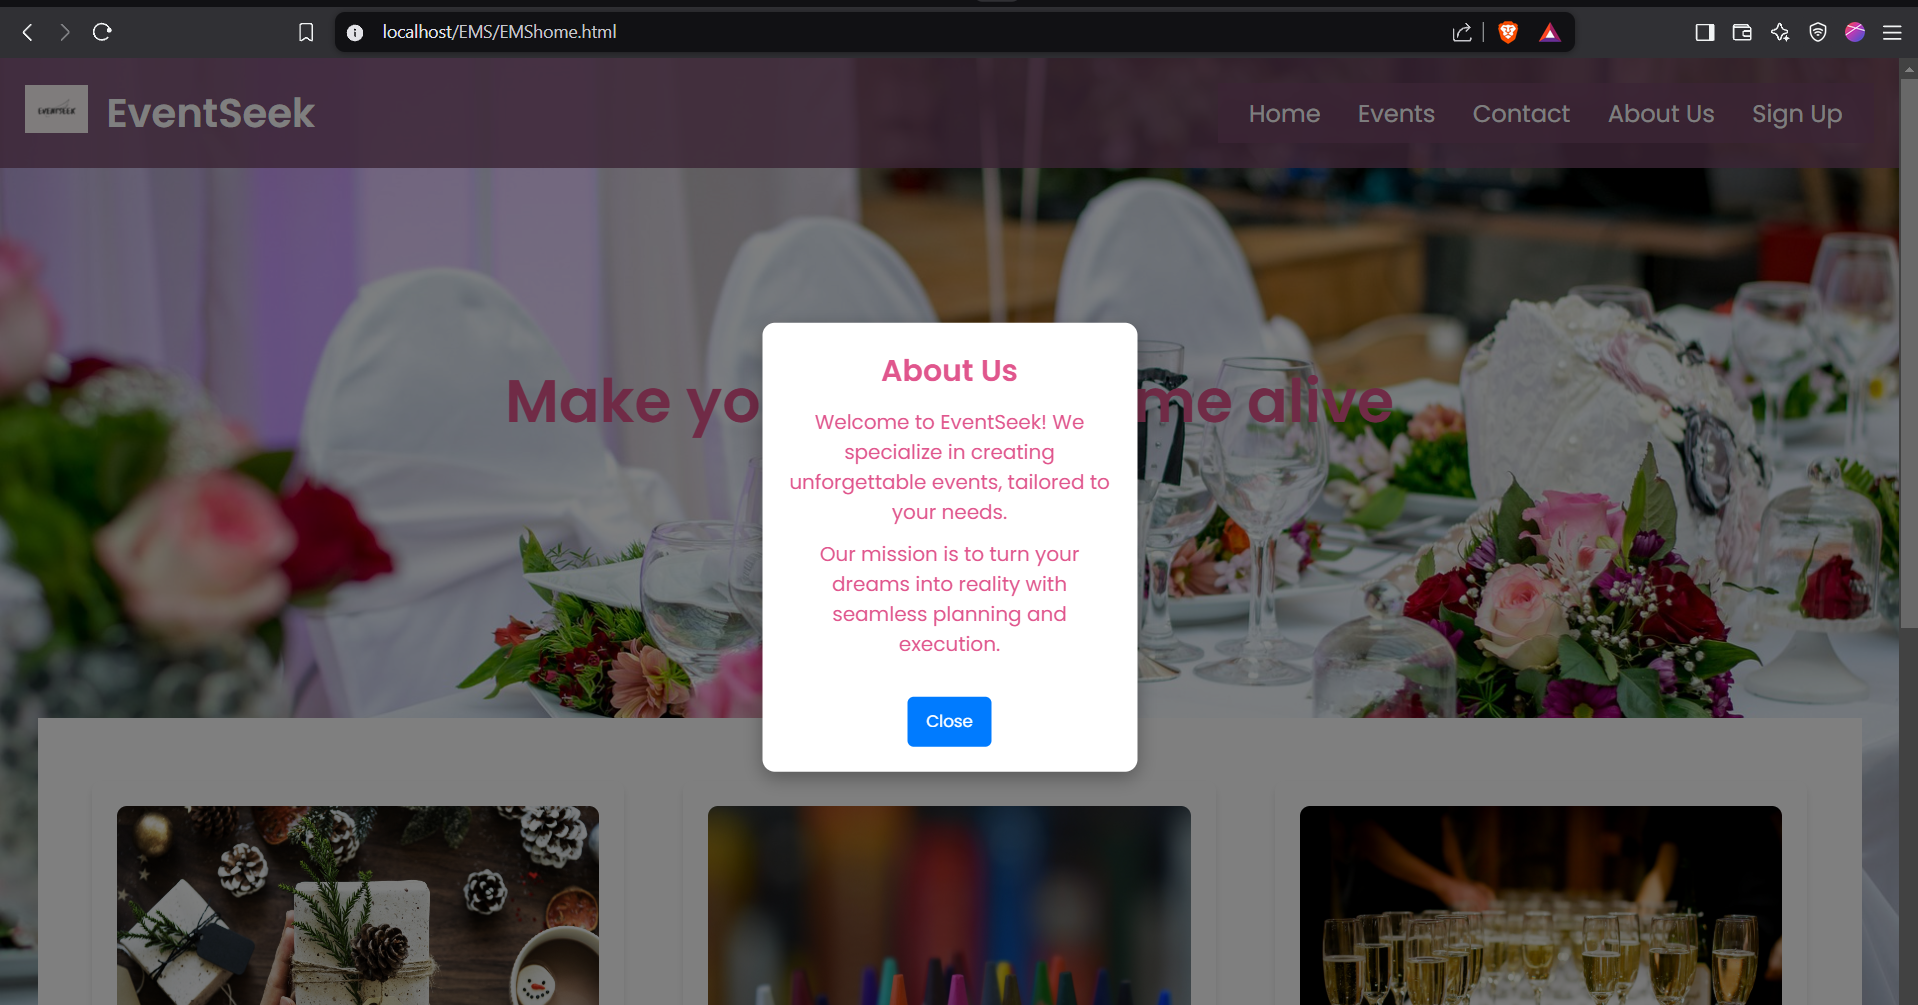 localhost/EMS/EMShome.html
EVENTSEEK
EventSeek
Home
Events
Contact
About Us
Sign Up
Make yo
me alive
About Us
Welcome to EventSeek! We
specialize in creating
unforgettable events, tailored to
your needs.
Our mission is to turn your
dreams into reality with
seamless planning and
execution.
Close